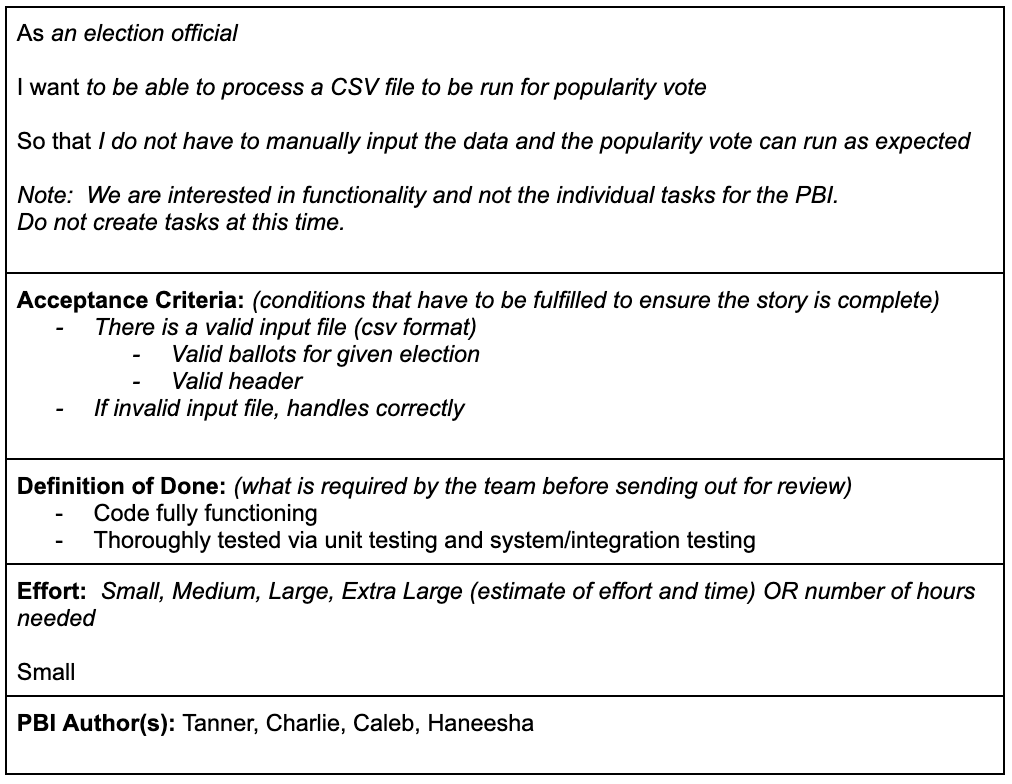 As an election official
I want to be able to process a CSV file to be run for popularity vote
So that I do not have to manually input the data and the popularity vote can run as expected
Note:  We are interested in functionality and not the individual tasks for the PBI.
Do not create tasks at this time.
Acceptance Criteria: (conditions that have to be fulfilled to ensure the story is complete)
- There is a valid input file (csv format)
- Valid ballots for given election
- Valid header
- If invalid input file, handles correctly
Definition of Done: (what is required by the team before sending out for review)
- Code fully functioning
- Thoroughly tested via unit testing and system/integration testing
Effort:  Small, Medium, Large, Extra Large (estimate of effort and time) OR number of hours
needed
Small
PBI Author(s): Tanner, Charlie, Caleb, Haneesha